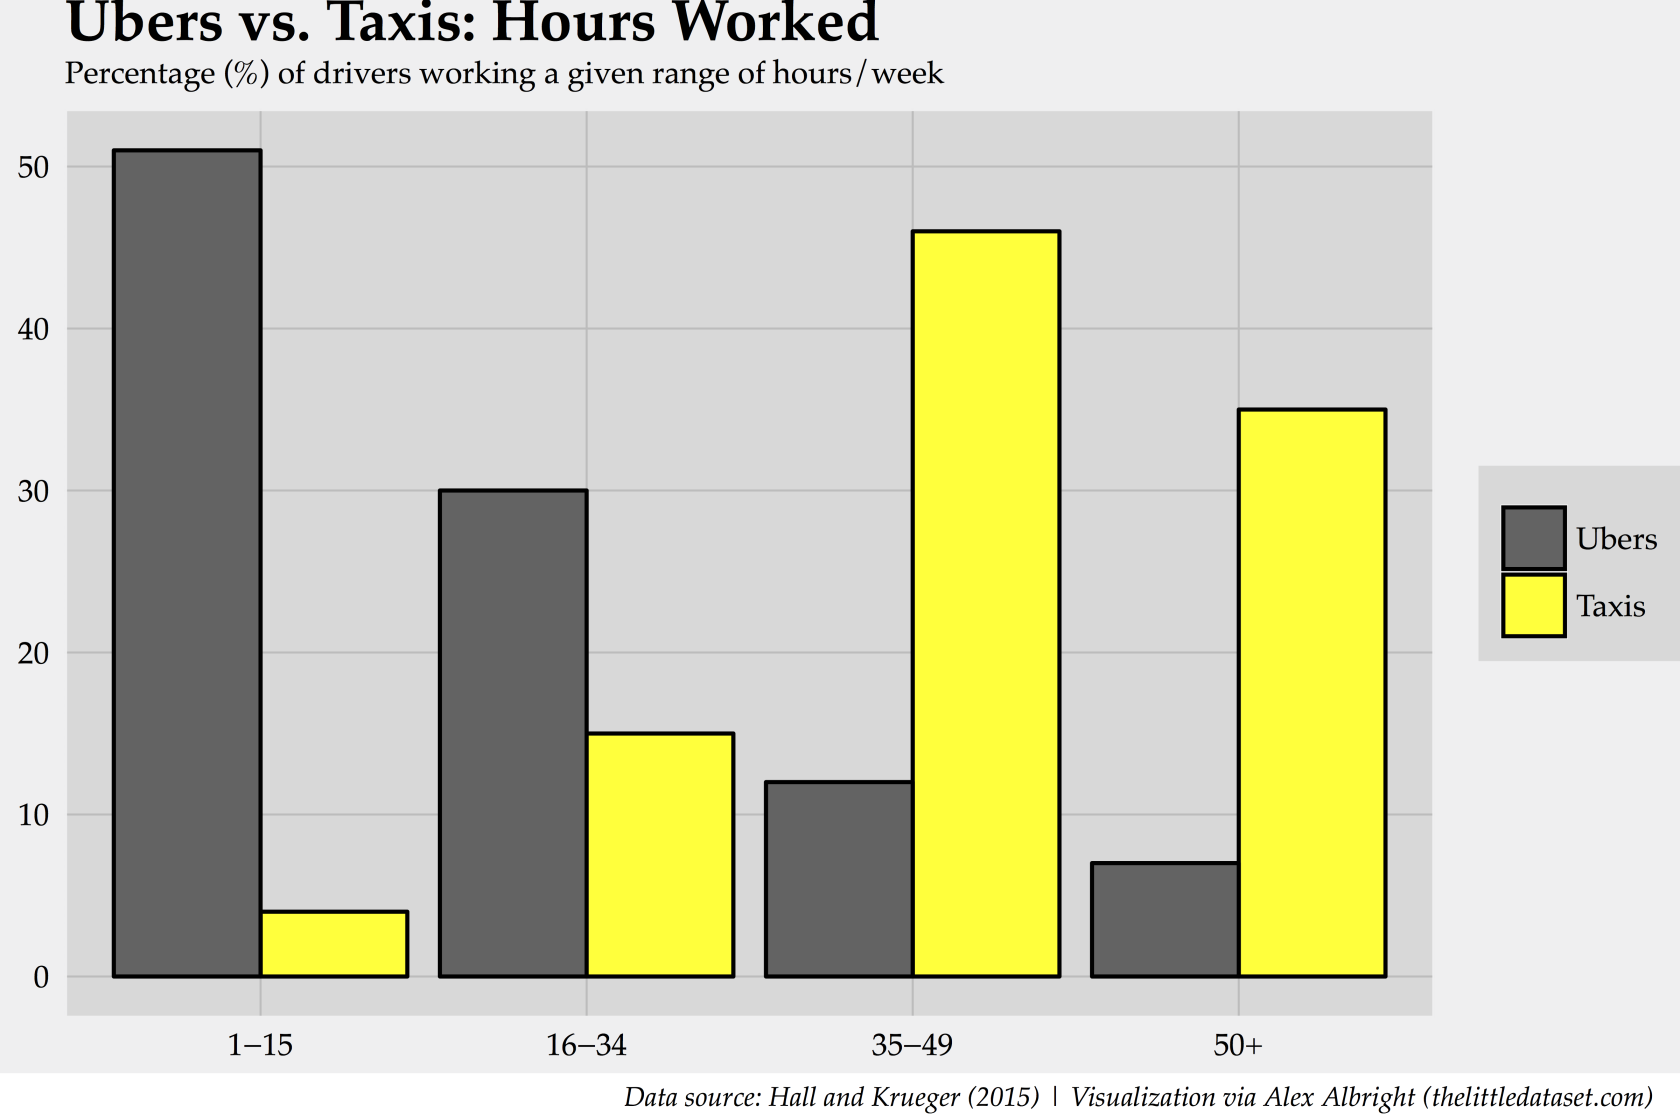 Ubers vs. Taxis: Hours Worked
Percentage (%) of drivers working a given range of hours/week
50
40
30
20
10
0
1–15
16–34
35–49
50+
Ubers
Taxis
Data source: Hall and Krueger (2015) | Visualization via Alex Albright (thelittledataset.com)